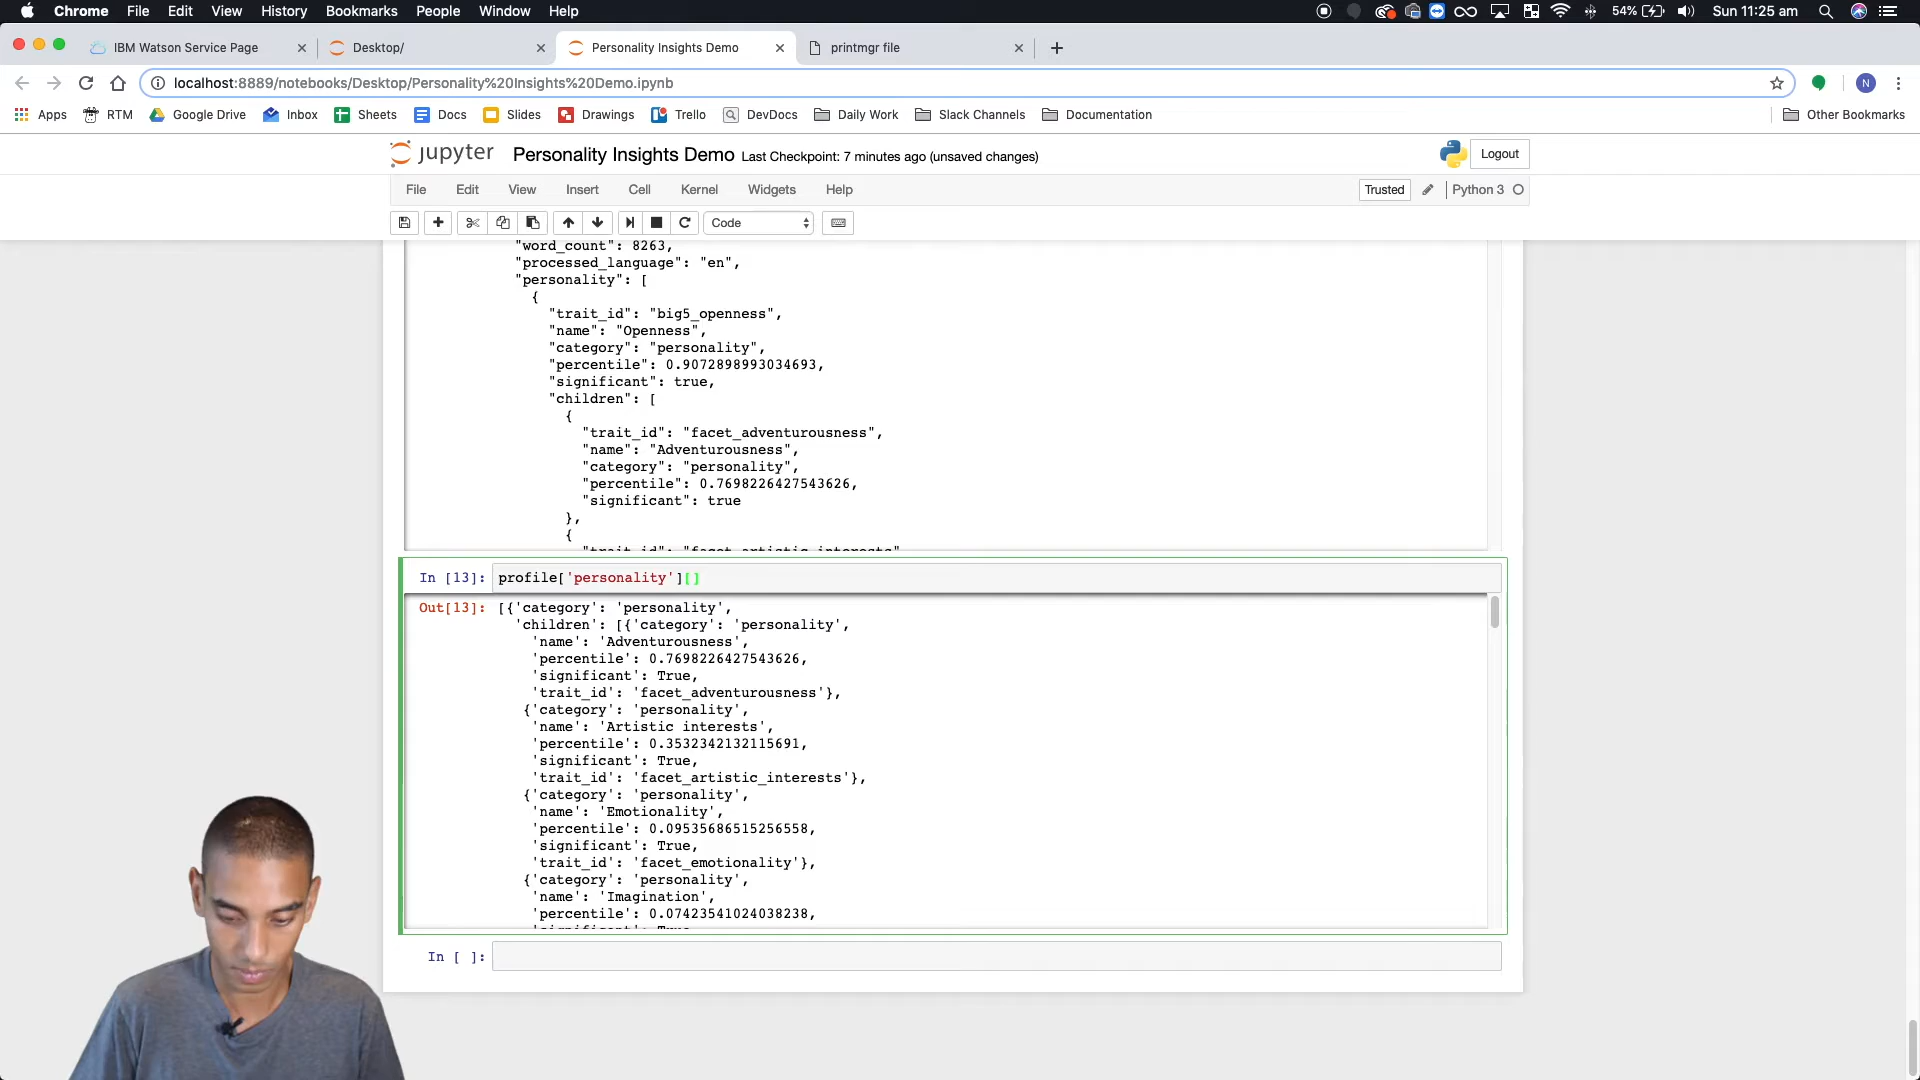 Chrome File Edit View History Bookmarks People Window Help 54% Sun 11:25 am
IBM Watson Service Page Desktop/ Personality Insights Demo printmgr file
localhost:8889/notebooks/Desktop/Personality%20Insights%20Demo.ipynb N
Apps RTM Google Drive Inbox Sheets Docs Slides Drawings Trello DevDocs Daily Work Slack Channels Documentation Other Bookmarks
jupyter Personality Insights Demo Last Checkpoint: 7 minutes ago (unsaved changes) Logout
File Edit View Insert Cell Kernel Widgets Help Trusted Python 3
Code
"word_count": 8263,
"processed_language": "en",
"personality": [
{
"trait_id": "big5_openness",
"name": "Openness",
"category": "personality",
"percentile": 0.9072898993034693,
"significant": true,
"children": [
{
"trait_id": "facet_adventurousness",
"name": "Adventurousness",
"category": "personality",
"percentile": 0.7698226427543626,
"significant": true
},
{
"trait_id": "facet_artistic_interests"
In [13]: profile['personality'][]
Out[13]: [{'category': 'personality',
'children': [{'category': 'personality',
'name': 'Adventurousness',
'percentile': 0.7698226427543626,
'significant': True,
'trait_id': 'facet_adventurousness'},
{'category': 'personality',
'name': 'Artistic interests',
'percentile': 0.3532342132115691,
'significant': True,
'trait_id': 'facet_artistic_interests'},
{'category': 'personality',
'name': 'Emotionality',
'percentile': 0.09535686515256558,
'significant': True,
'trait_id': 'facet_emotionality'},
{'category': 'personality',
'name': 'Imagination',
'percentile': 0.07423541024038238,
'significant': True,
In [ ]: